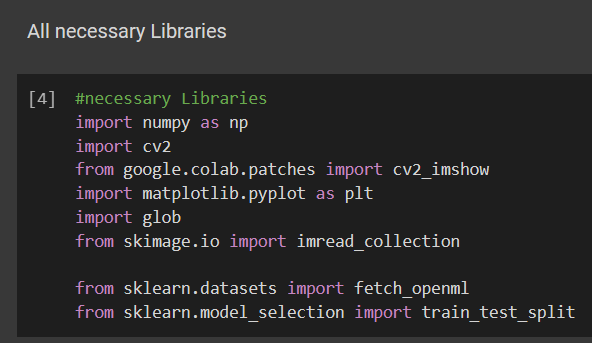 All necessary Libraries
[4] #necessary Libraries
import numpy as np
import cv2
from google.colab.patches import cv2_imshow
import matplotlib.pyplot as plt
import glob
from skimage.io import imread_collection
from sklearn.datasets import fetch_openml
from sklearn.model_selection import train_test_split